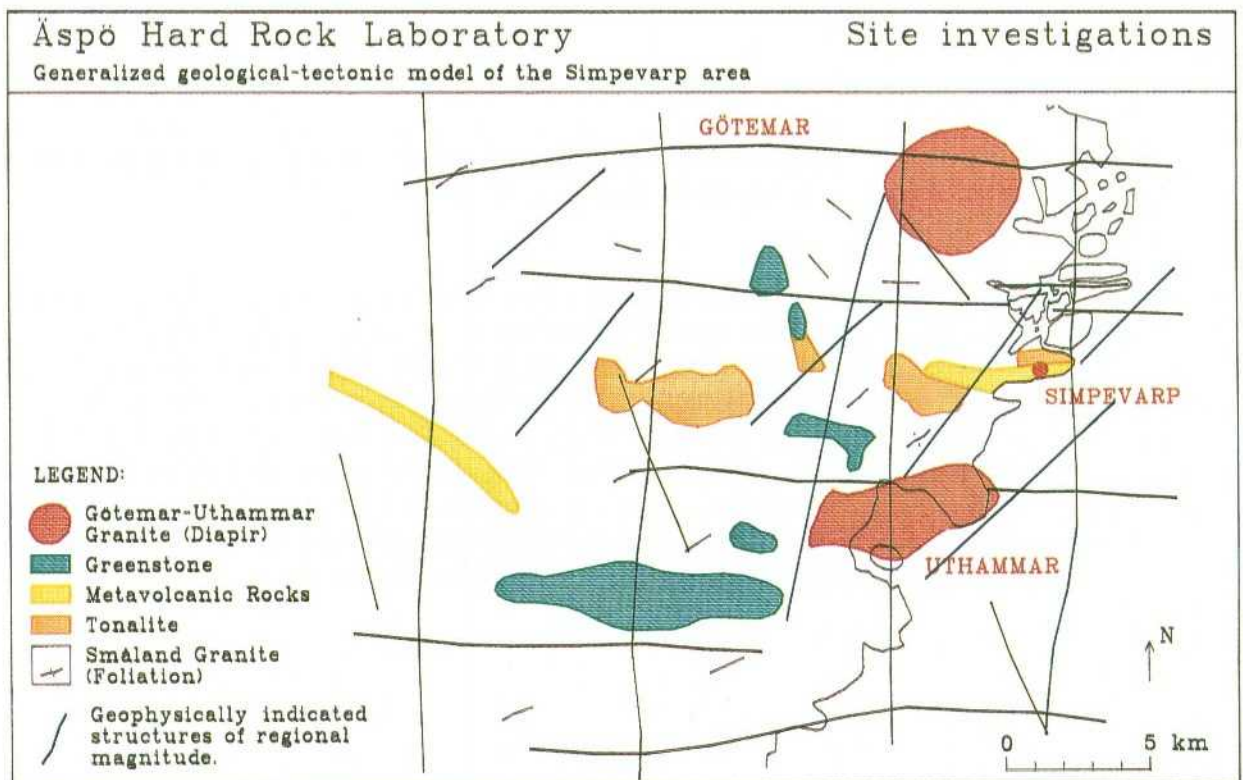 Äspö Hard Rock Laboratory
Site investigations
Generalized geological-tectonic model of the Simpevarp area
GÖTEMAR
SIMPEVARP
UTHAMMAR
LEGEND:
Götemar-Uthammar
Granite (Diapir)
Greenstone
Metavolcanic Rocks
Tonalite
Småland Granite
(Foliation)
Geophysically indicated
structures of regional
magnitude.
N
0 5 km